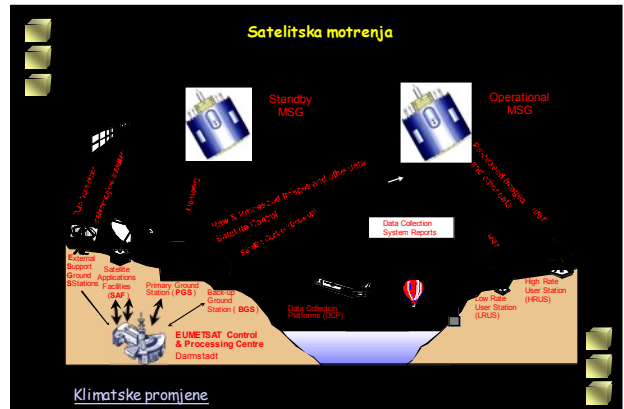 Satelitska motrenja
Standby
MSG
Operational
MSG
Raw & Processed Images and other data
Satellite Control
Data Collection
System Reports
External
Support
Ground
Stations
Satellite
Applications
Facilities
(SAF)
Primary Ground
Station (PGS)
Back-up
Ground
Station ( BGS)
Data Collection
Platforms (DCP)
High Rate
User Station
(HRUS)
Low Rate
User Station
(LRUS)
EUMETSAT Control
& Processing Centre
Darmstadt
Klimatske promjene